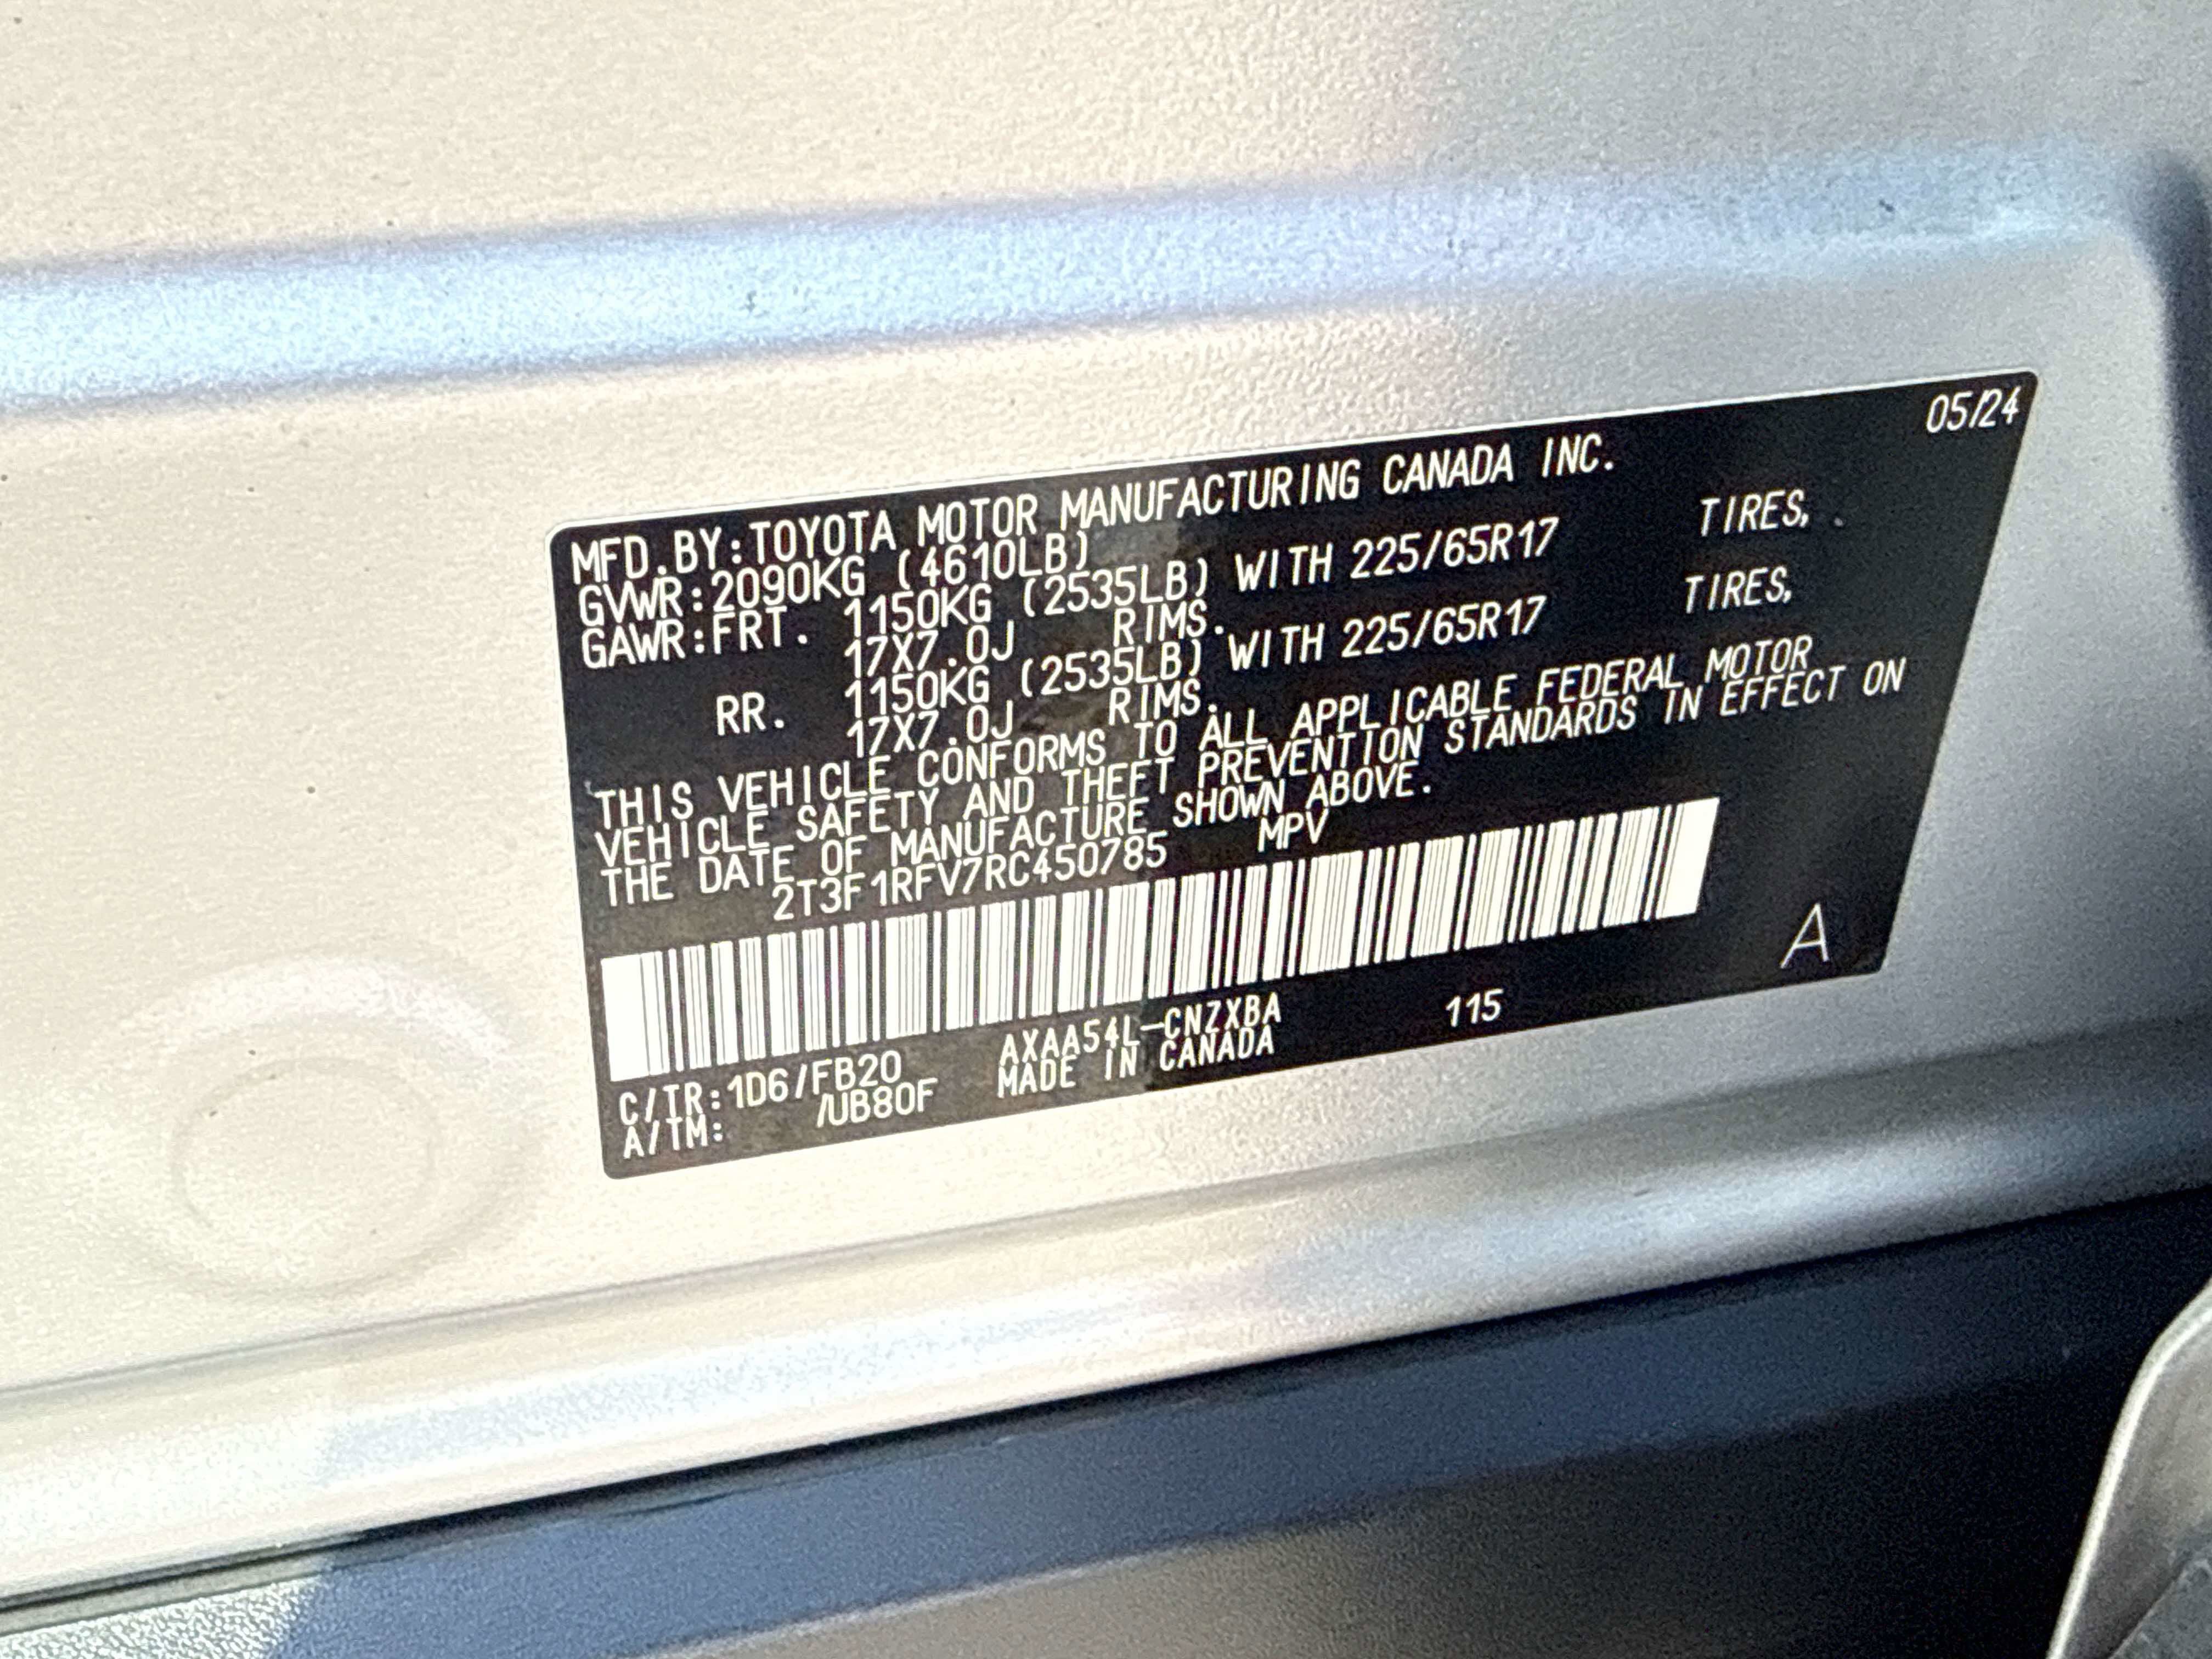 05/24
MFD.BY:TOYOTA MOTOR MANUFACTURING CANADA INC.
GVWR:2090KG (4610LB)
GAWR:FRT. 1150KG (2535LB) WITH 225/65R17 TIRES,
17X7.0J RIMS.
RR. 1150KG (2535LB) WITH 225/65R17 TIRES,
17X7.0J RIMS.
THIS VEHICLE CONFORMS TO ALL APPLICABLE FEDERAL MOTOR
VEHICLE SAFETY AND THEFT PREVENTION STANDARDS IN EFFECT ON
THE DATE OF MANUFACTURE SHOWN ABOVE.
2T3F1RFV7RC450785 MPV
A
C/TR:1D6/FB20 AXAA54L-CNZXBA 115
A/TM: /UB80F MADE IN CANADA